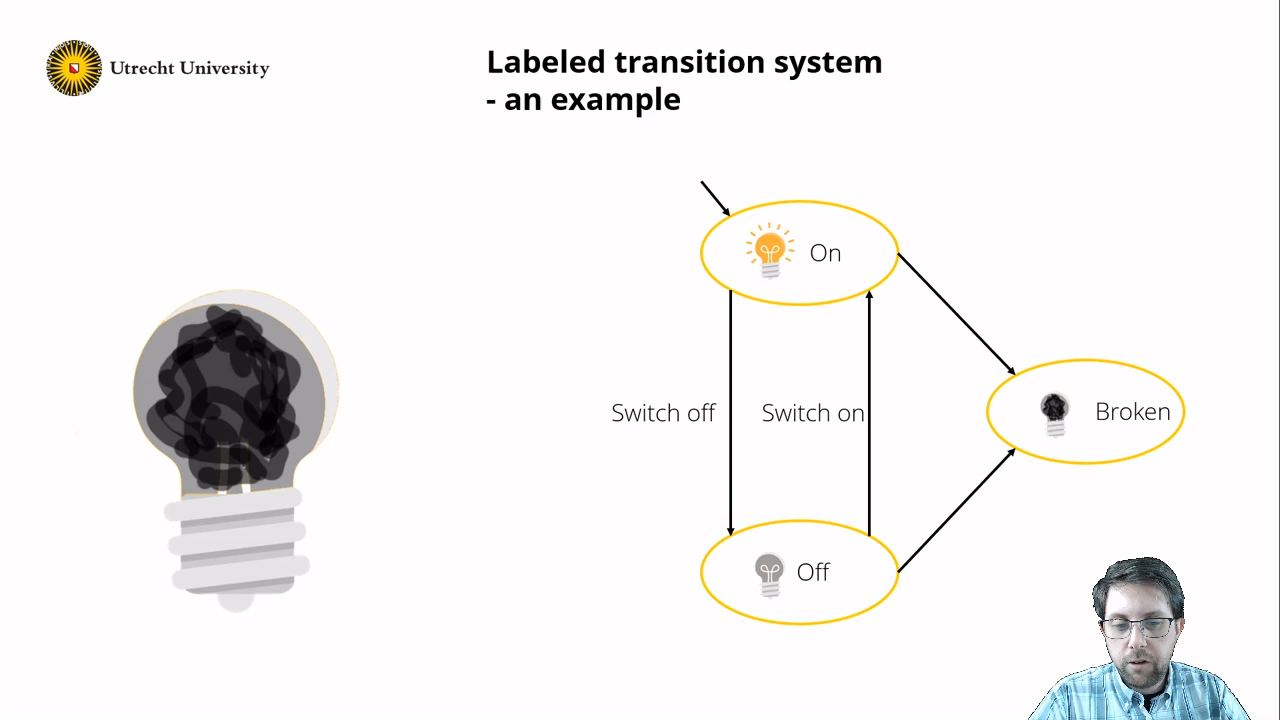 Utrecht University
Labeled transition system
- an example
On
Switch off
Switch on
Broken
Off